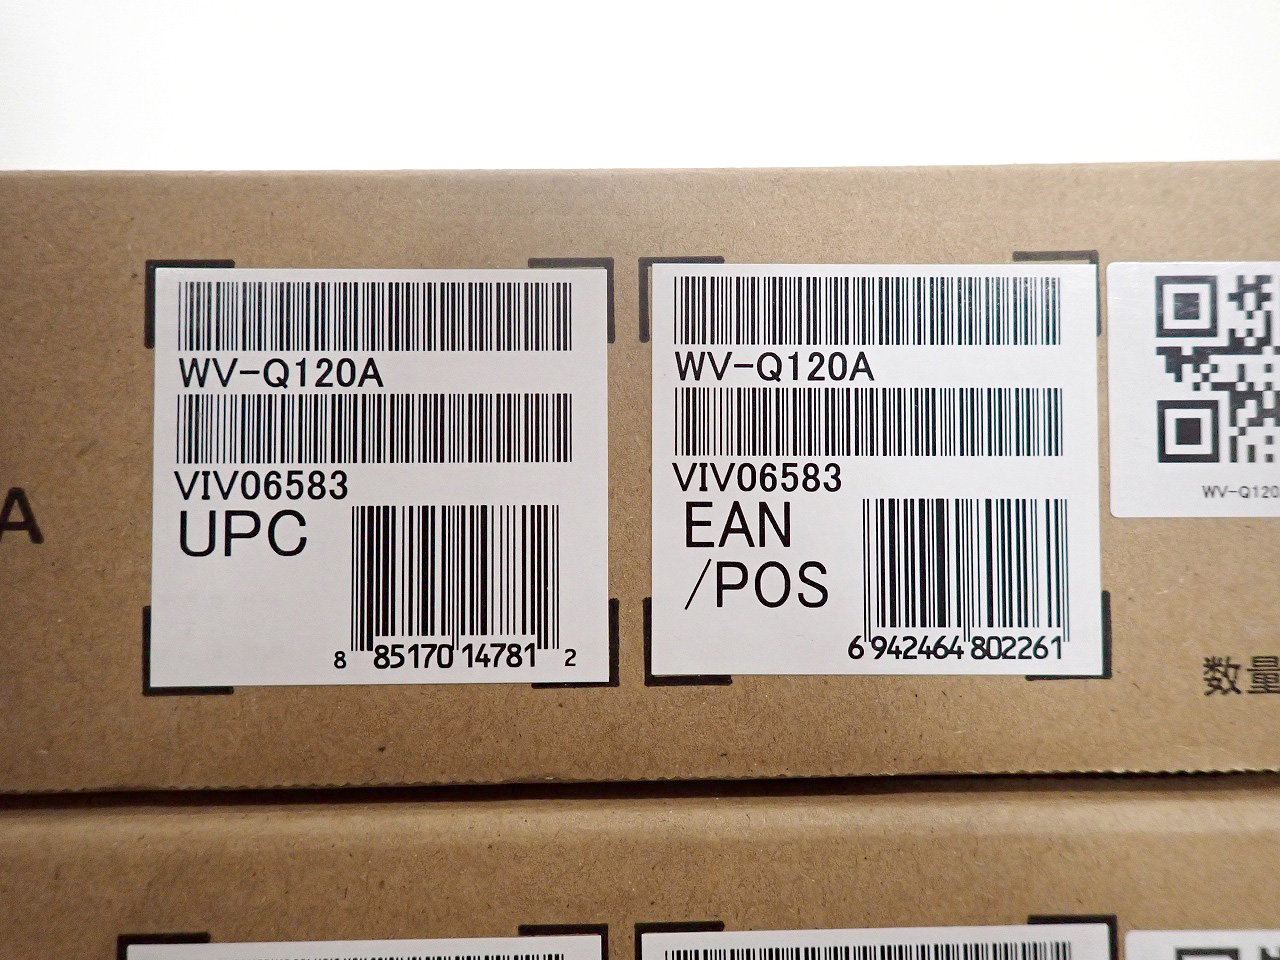 A
WV-Q120A
VIV06583
UPC
8 85170 14781 2
WV-Q120A
VIV06583
EAN
/POS
6 942464 802261
WV-Q120
数量